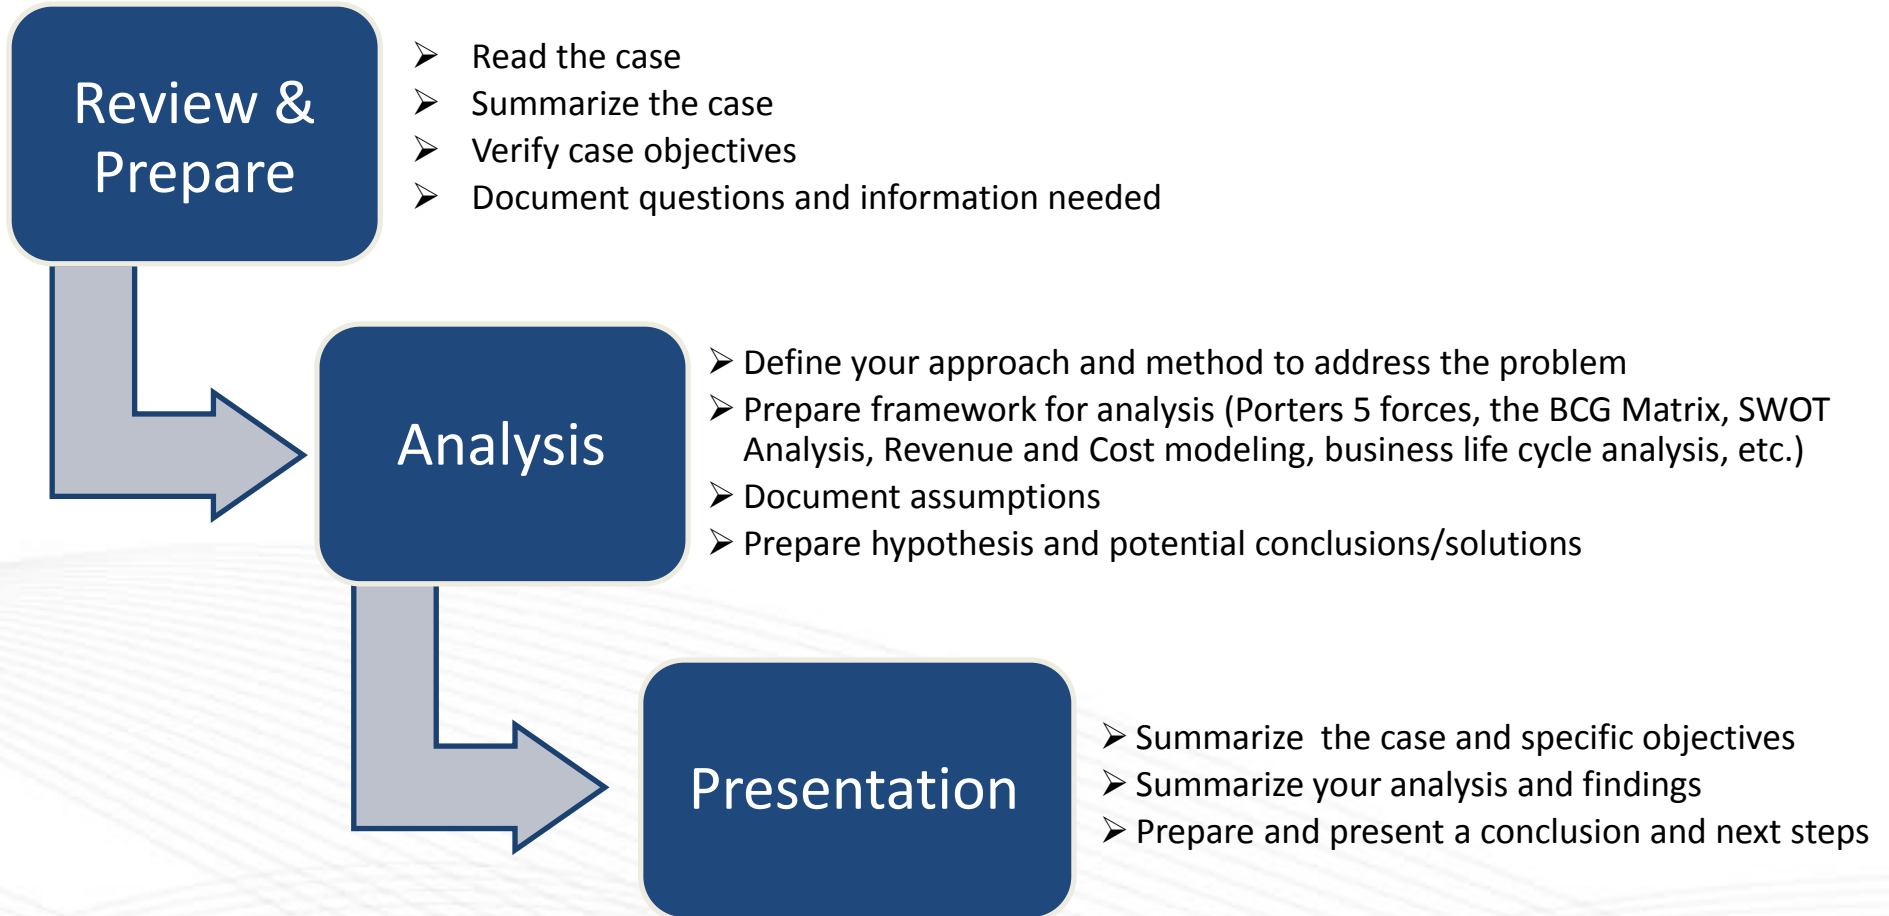 Review &
Prepare
➢ Read the case
➢ Summarize the case
➢ Verify case objectives
➢ Document questions and information needed
Analysis
➢ Define your approach and method to address the problem
➢ Prepare framework for analysis (Porters 5 forces, the BCG Matrix, SWOT
Analysis, Revenue and Cost modeling, business life cycle analysis, etc.)
➢ Document assumptions
➢ Prepare hypothesis and potential conclusions/solutions
Presentation
➢ Summarize the case and specific objectives
➢ Summarize your analysis and findings
➢ Prepare and present a conclusion and next steps